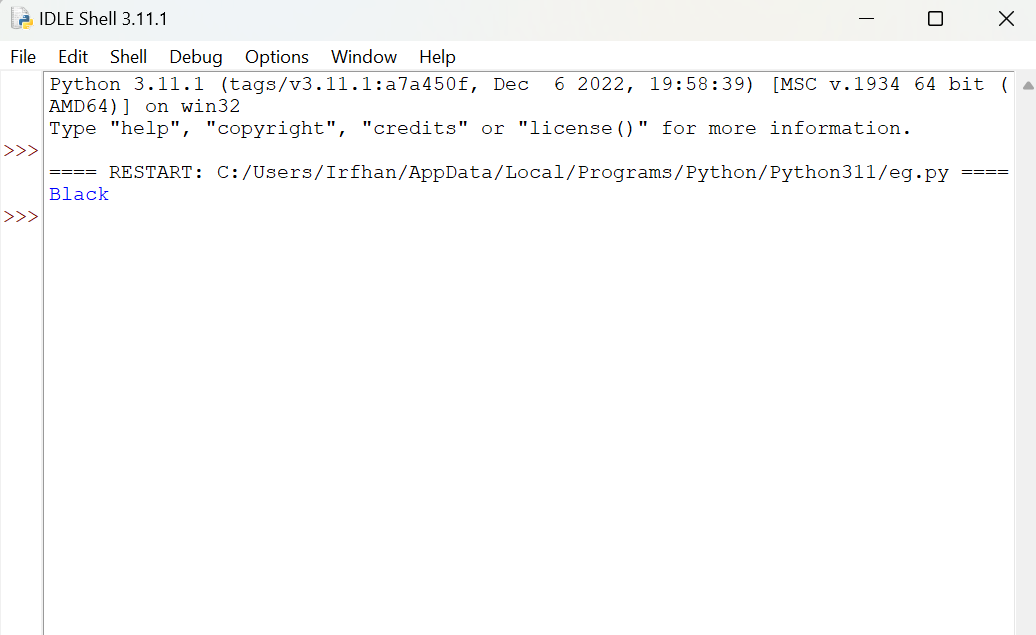 IDLE Shell 3.11.1
File Edit Shell Debug Options Window Help
Python 3.11.1 (tags/v3.11.1:a7a450f, Dec  6 2022, 19:58:39) [MSC v.1934 64 bit (
AMD64)] on win32
Type "help", "copyright", "credits" or "license()" for more information.
>>>
==== RESTART: C:/Users/Irfhan/AppData/Local/Programs/Python/Python311/eg.py ====
Black
>>>